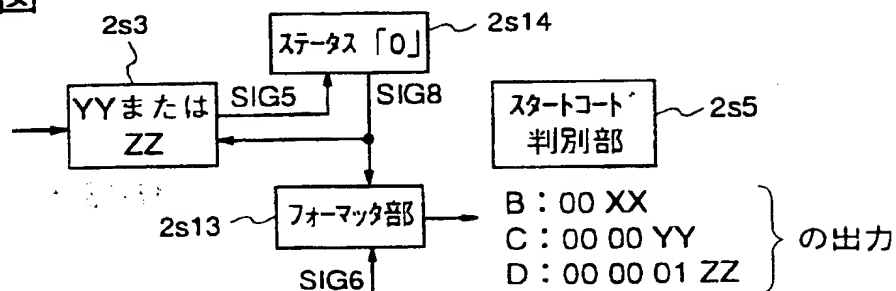 図
2s3
ステータス「0」
2s14
YYまたは
ZZ
SIG5
SIG8
スタートコード
判別部
2s5
2s13
フォーマッタ部
B：00 XX
C：00 00 YY
D：00 00 01 ZZ
の出力
SIG6